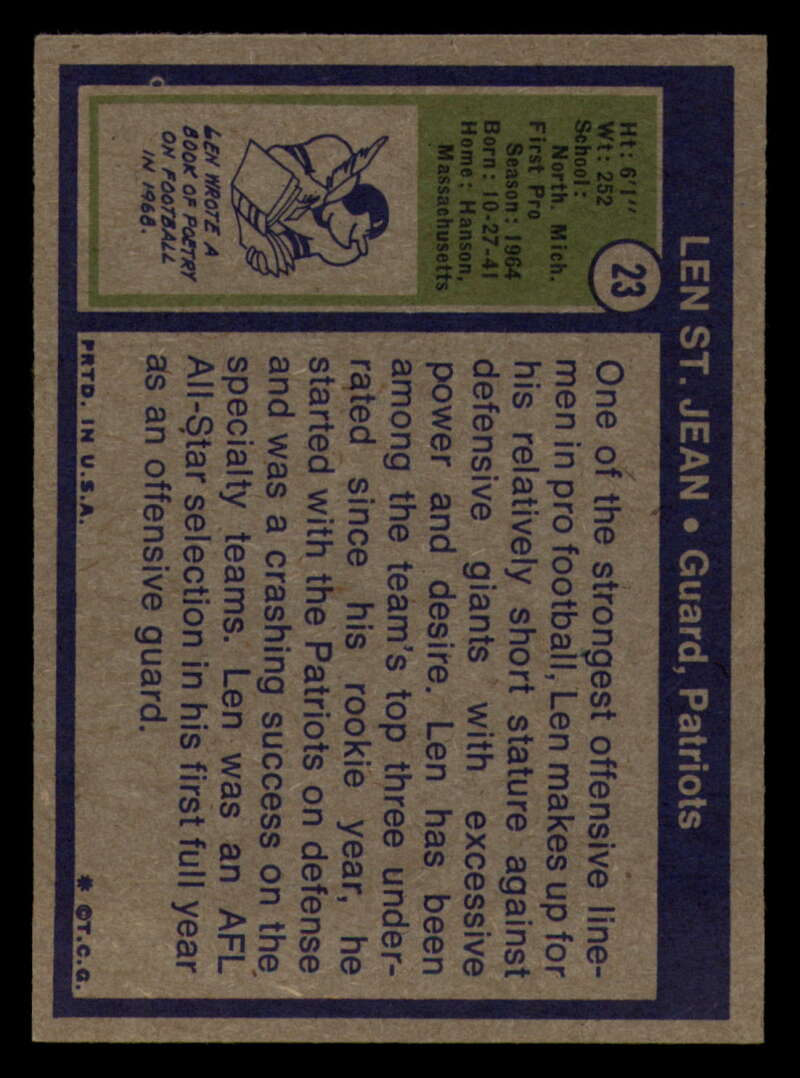 LEN ST. JEAN • Guard, Patriots
23
Ht: 6'1"
Wt: 252
School:
North. Mich.
First Pro
Season: 1964
Born: 10-27-41
Home: Hanson,
Massachusetts
LEN WROTE A
BOOK OF POETRY
ON FOOTBALL
IN 1968.
One of the strongest offensive line-
men in pro football, Len makes up for
his relatively short stature against
defensive giants with excessive
power and desire. Len has been
among the team's top three under-
rated since his rookie year, he
started with the Patriots on defense
and was a crashing success on the
specialty teams. Len was an AFL
All-Star selection in his first full year
as an offensive guard.
PRTD. IN U.S.A.
* ©T.C.G.